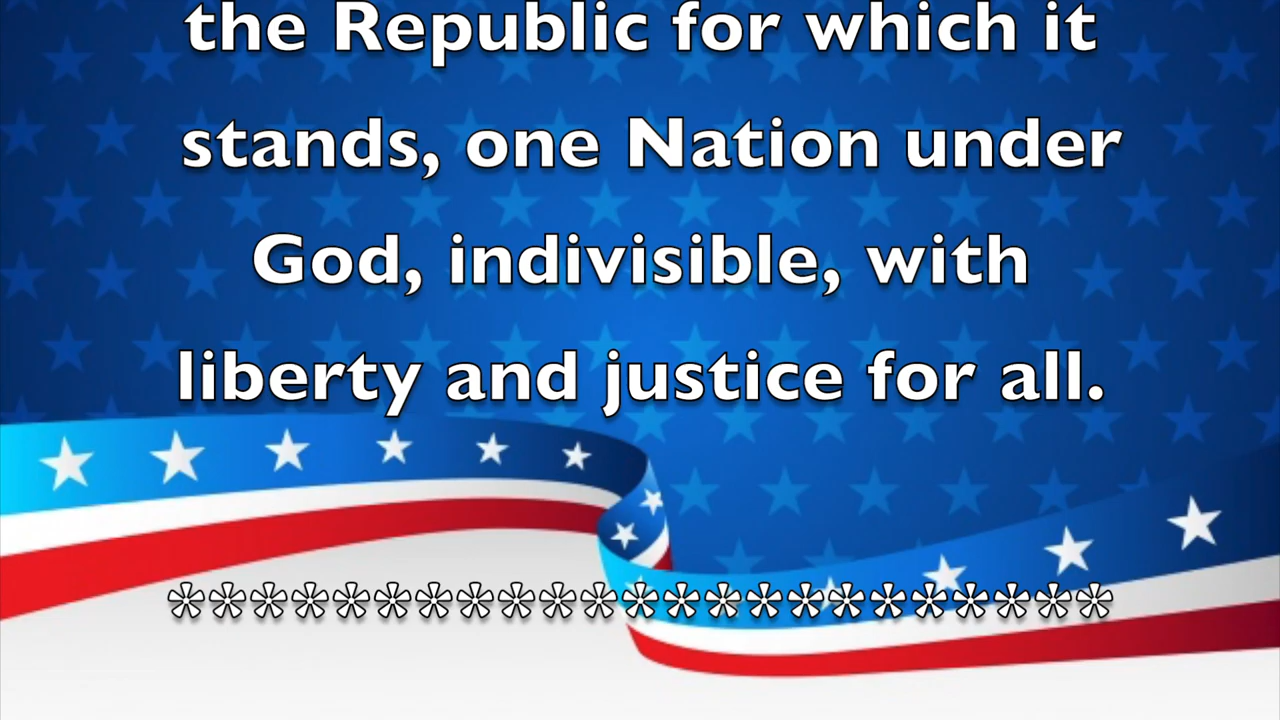 the Republic for which it
stands, one Nation under
God, indivisible, with
liberty and justice for all.
***********************